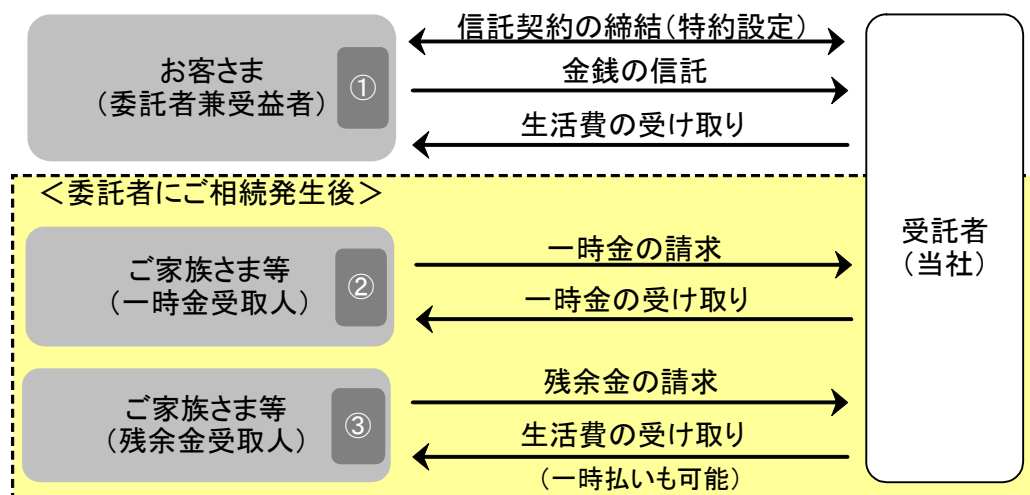 信託契約の締結(特約設定)
お客さま
(委託者兼受益者)
①
金銭の信託
生活費の受け取り
<委託者にご相続発生後>
受託者
(当社)
ご家族さま等
(一時金受取人)
②
一時金の請求
一時金の受け取り
ご家族さま等
(残余金受取人)
③
残余金の請求
生活費の受け取り
(一時払いも可能)